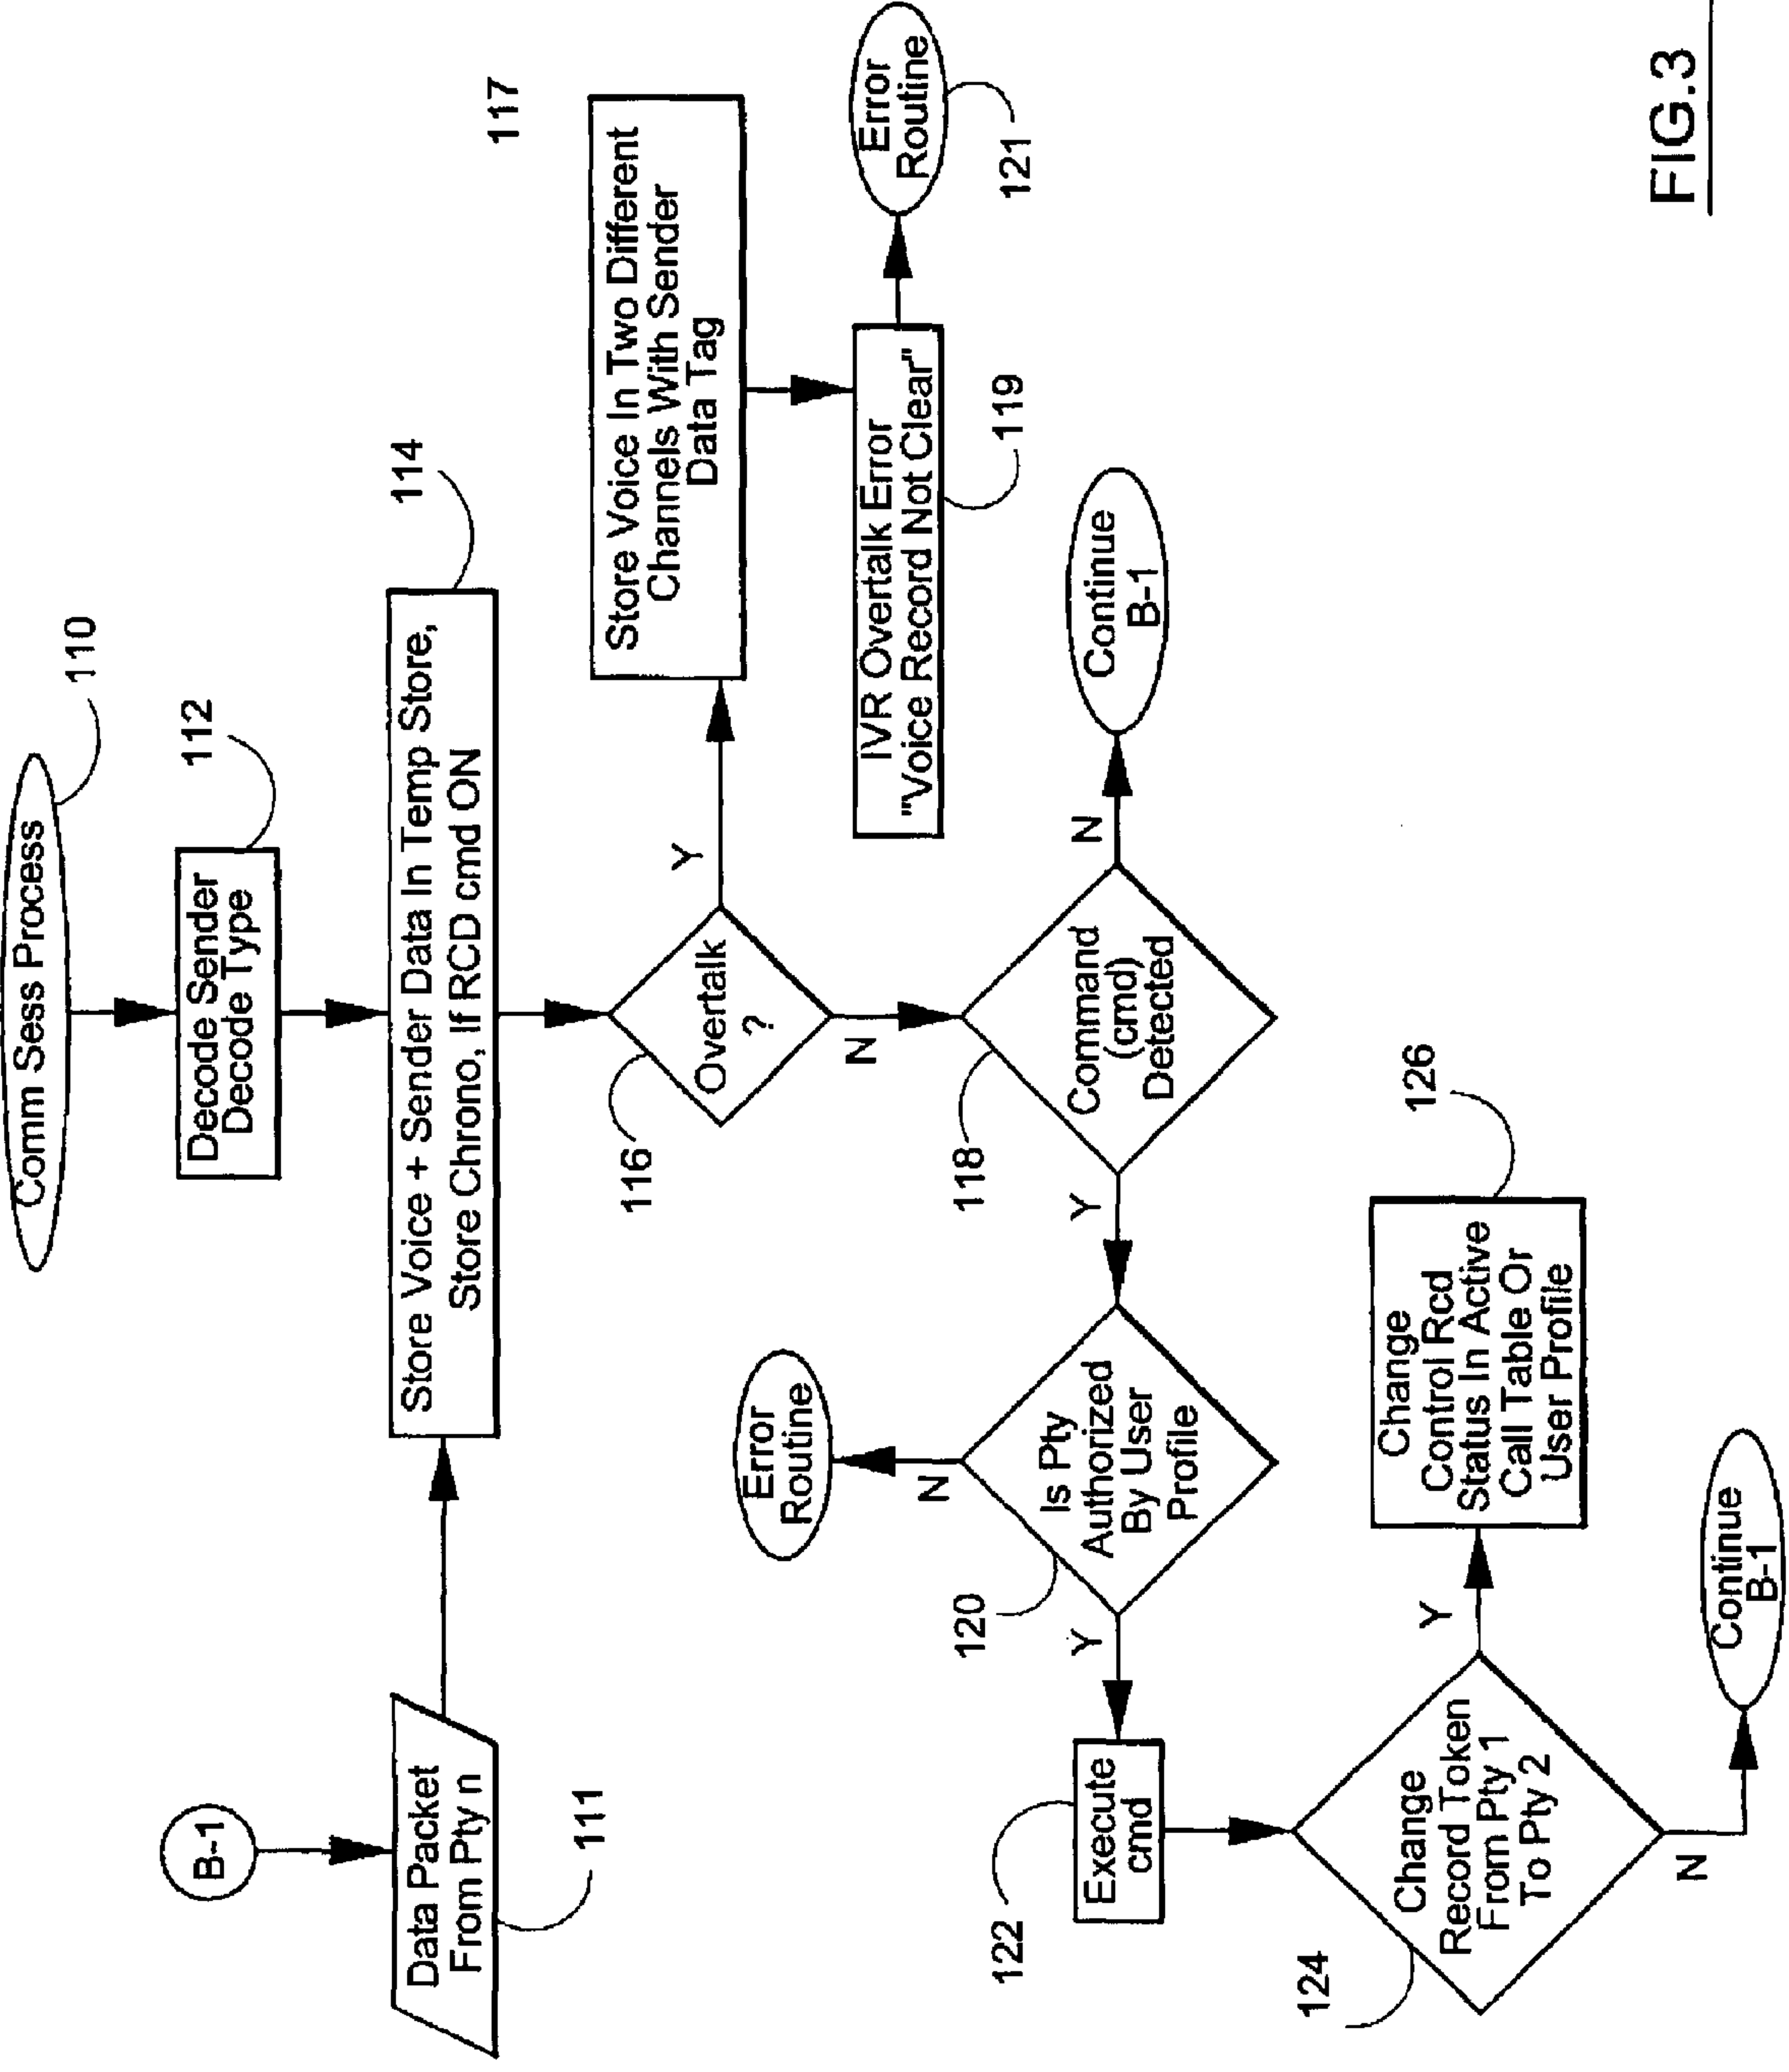 Comm Sess Process
110
Decode Sender
Decode Type
112
B-1
Data Packet
From Pty n
111
Store Voice + Sender Data In Temp Store,
Store Chrono, If RCD cmd ON
114
Overtalk
?
116
Y
N
Store Voice In Two Different
Channels With Sender
Data Tag
117
IVR Overtalk Error
"Voice Record Not Clear"
119
Error
Routine
121
Command
(cmd)
Detected
118
N
Continue
B-1
Y
Is Pty
Authorized
By User
Profile
120
N
Error
Routine
Y
Execute
cmd
122
Change
Record Token
From Pty 1
To Pty 2
124
Y
Change
Control Rcd
Status In Active
Call Table Or
User Profile
126
N
Continue
B-1
FIG.3